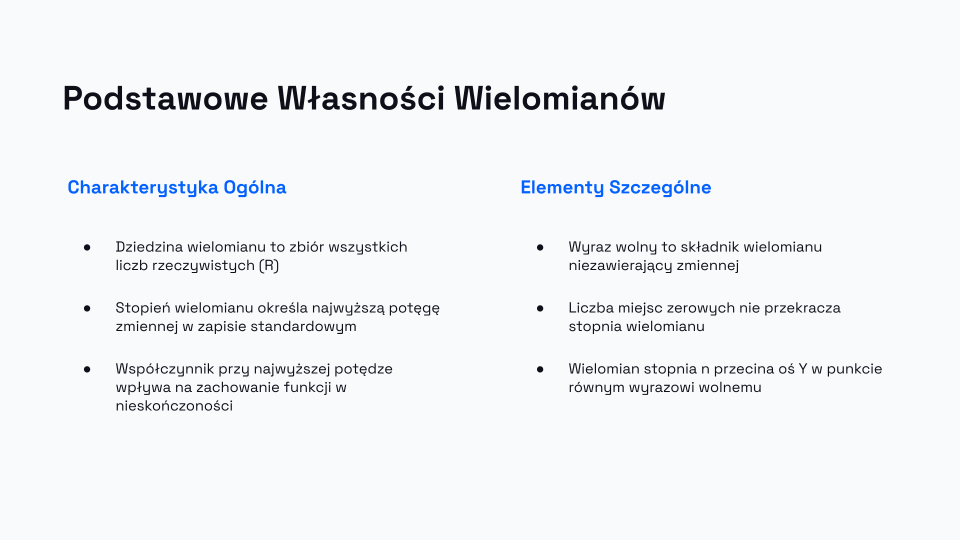 Podstawowe Własności Wielomianów
Charakterystyka Ogólna
● Dziedzina wielomianu to zbiór wszystkich
liczb rzeczywistych (R)
● Stopień wielomianu określa najwyższą potęgę
zmiennej w zapisie standardowym
● Współczynnik przy najwyższej potędze
wpływa na zachowanie funkcji w
nieskończoności
Elementy Szczególne
● Wyraz wolny to składnik wielomianu
niezawierający zmiennej
● Liczba miejsc zerowych nie przekracza
stopnia wielomianu
● Wielomian stopnia n przecina oś Y w punkcie
równym wyrazowi wolnemu